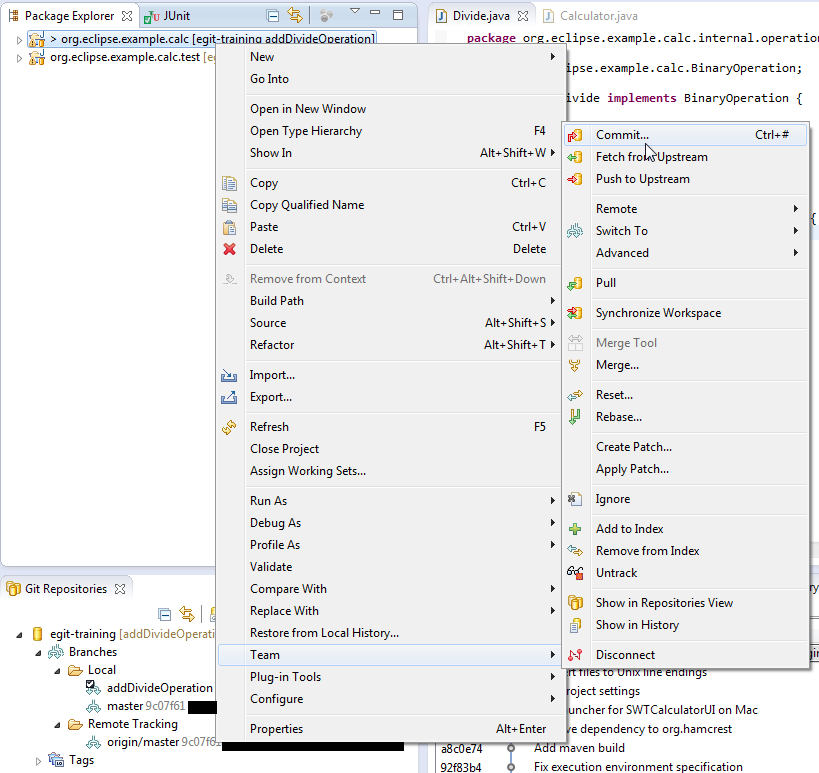 Package Explorer
JUnit
> org.eclipse.example.calc [egit-training addDivideOperation]
org.eclipse.example.calc.test [e
Divide.java
Calculator.java
package org.eclipse.example.calc.internal.operation
pse.example.calc.BinaryOperation;
ivide implements BinaryOperation {
{
New
Go Into
Open in New Window
Open Type Hierarchy F4
Show In Alt+Shift+W
Copy Ctrl+C
Copy Qualified Name
Paste Ctrl+V
Delete Delete
Remove from Context Ctrl+Alt+Shift+Down
Build Path
Source Alt+Shift+S
Refactor Alt+Shift+T
Import...
Export...
Refresh F5
Close Project
Assign Working Sets...
Run As
Debug As
Profile As
Validate
Compare With
Replace With
Restore from Local History...
Team
Plug-in Tools
Configure
Properties Alt+Enter
Commit... Ctrl+#
Fetch from Upstream
Push to Upstream
Remote
Switch To
Advanced
Pull
Synchronize Workspace
Merge Tool
Merge...
Reset...
Rebase...
Create Patch...
Apply Patch...
Ignore
Add to Index
Remove from Index
Untrack
Show in Repositories View
Show in History
Disconnect
Git Repositories
egit-training [addDivideOperati
Branches
Local
addDivideOperation
master 9c07f61
Remote Tracking
origin/master 9c07f61
Tags
ry
rt files to Unix line endings
oject settings
uncher for SWTCalculatorUI on Mac
ve dependency to org.hamcrest
a8c0e74 Add maven build
92f83b4 Fix execution environment specification